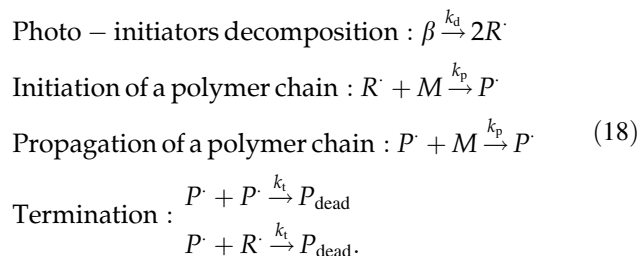 Photo − initiators decomposition : β k_d→ 2R·
Initiation of a polymer chain : R· + M k_p→ P·
Propagation of a polymer chain : P· + M k_p→ P· (18)
Termination : P· + P· k_t→ P_dead
P· + R· k_t→ P_dead.